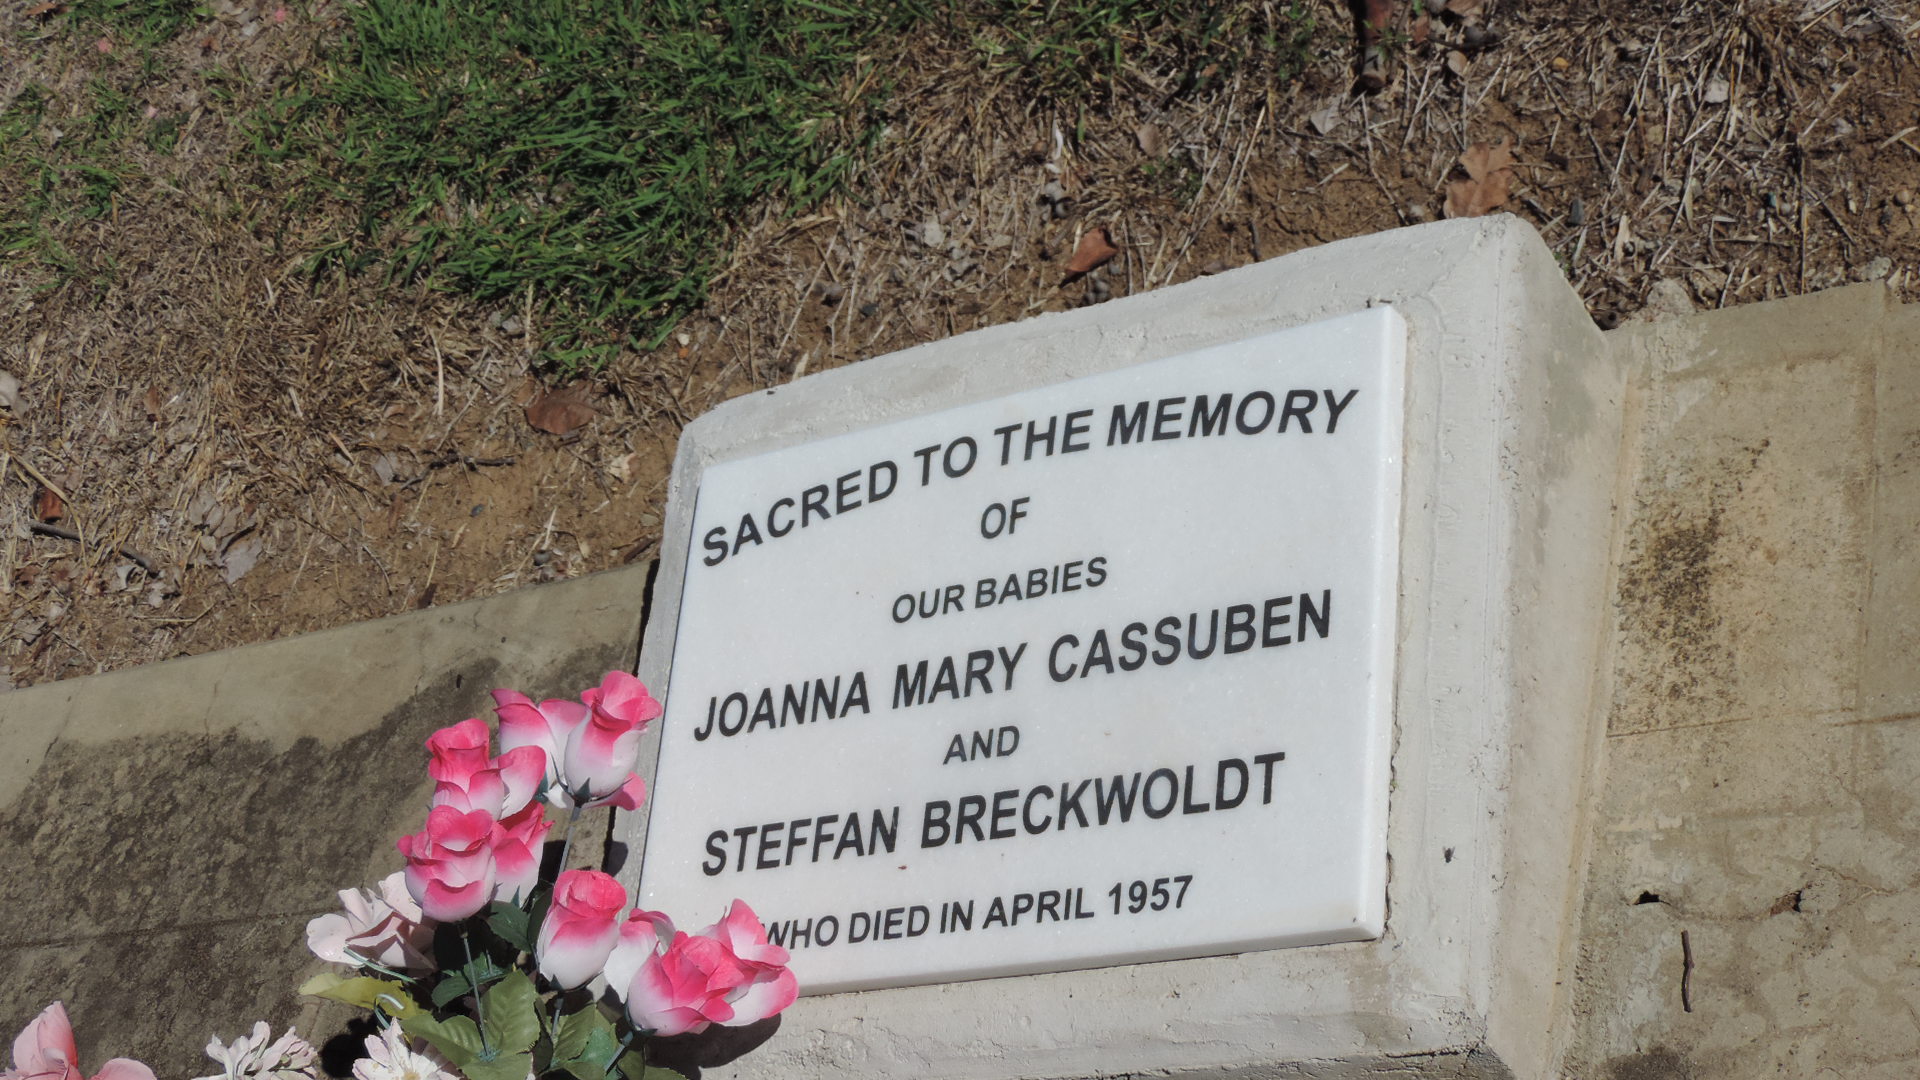 SACRED TO THE MEMORY
OF
OUR BABIES
JOANNA MARY CASSUBEN
AND
STEFFAN BRECKWOLDT
WHO DIED IN APRIL 1957